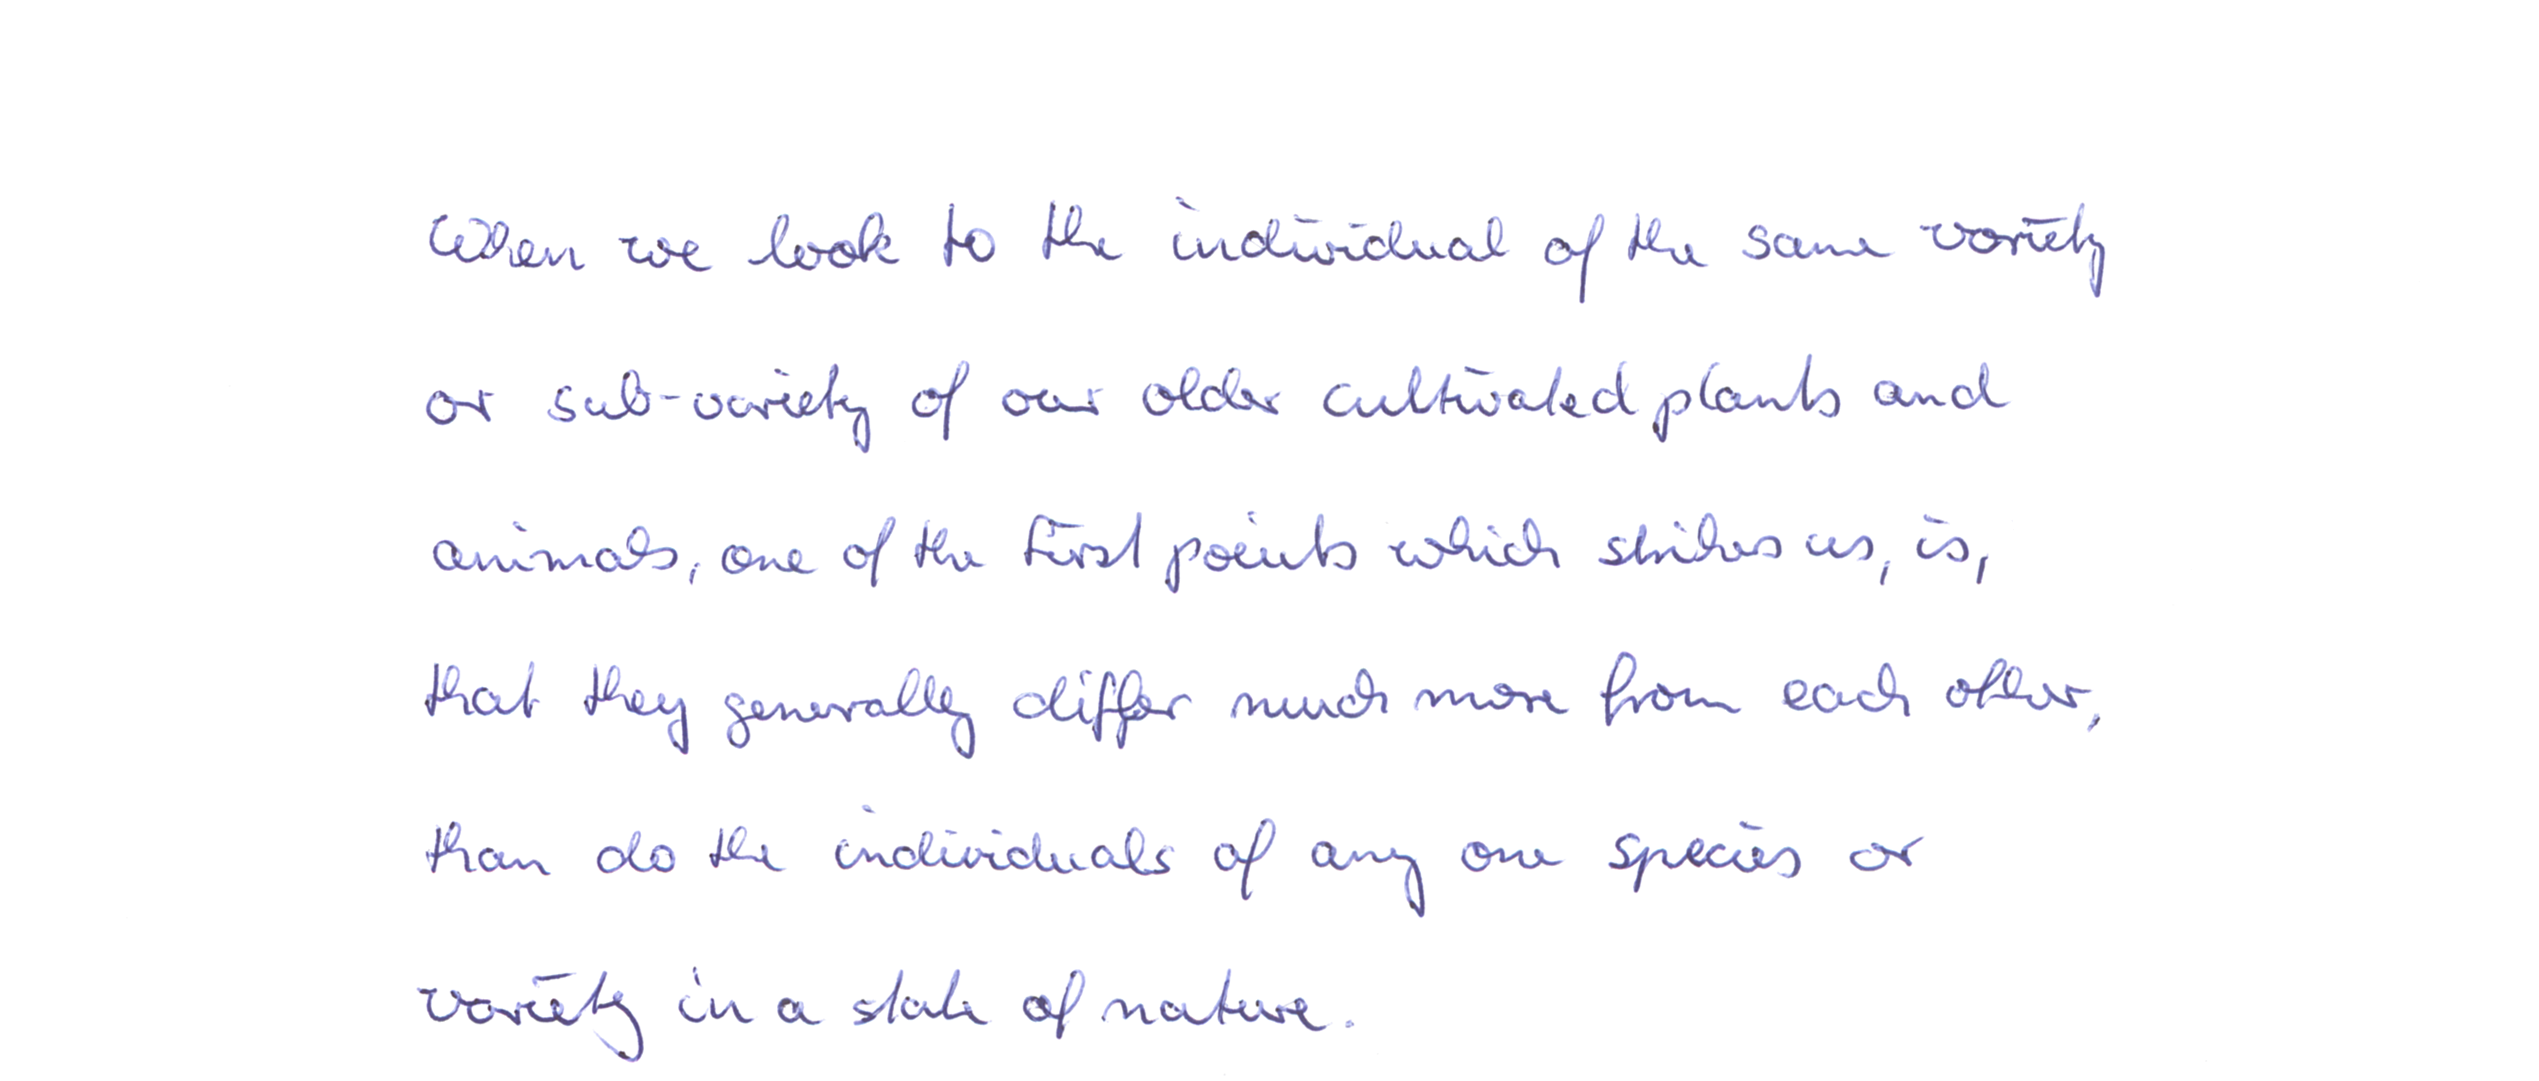 When we look to the individual of the same variety
or sub-variety of our older cultivated plants and
animals, one of the first points which strikes us, is,
that they generally differ much more from each other,
than do the individuals of any one species or
variety in a state of nature.